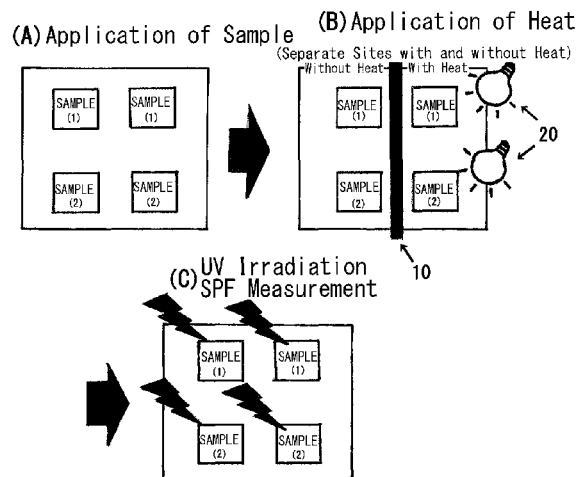 (A) Application of Sample
SAMPLE
(1)
SAMPLE
(1)
SAMPLE
(2)
SAMPLE
(2)
(B) Application of Heat
(Separate Sites with and without Heat)
Without Heat
With Heat
SAMPLE
(1)
SAMPLE
(1)
SAMPLE
(2)
SAMPLE
(2)
20
10
(C) UV Irradiation
SPF Measurement
SAMPLE
(1)
SAMPLE
(1)
SAMPLE
(2)
SAMPLE
(2)